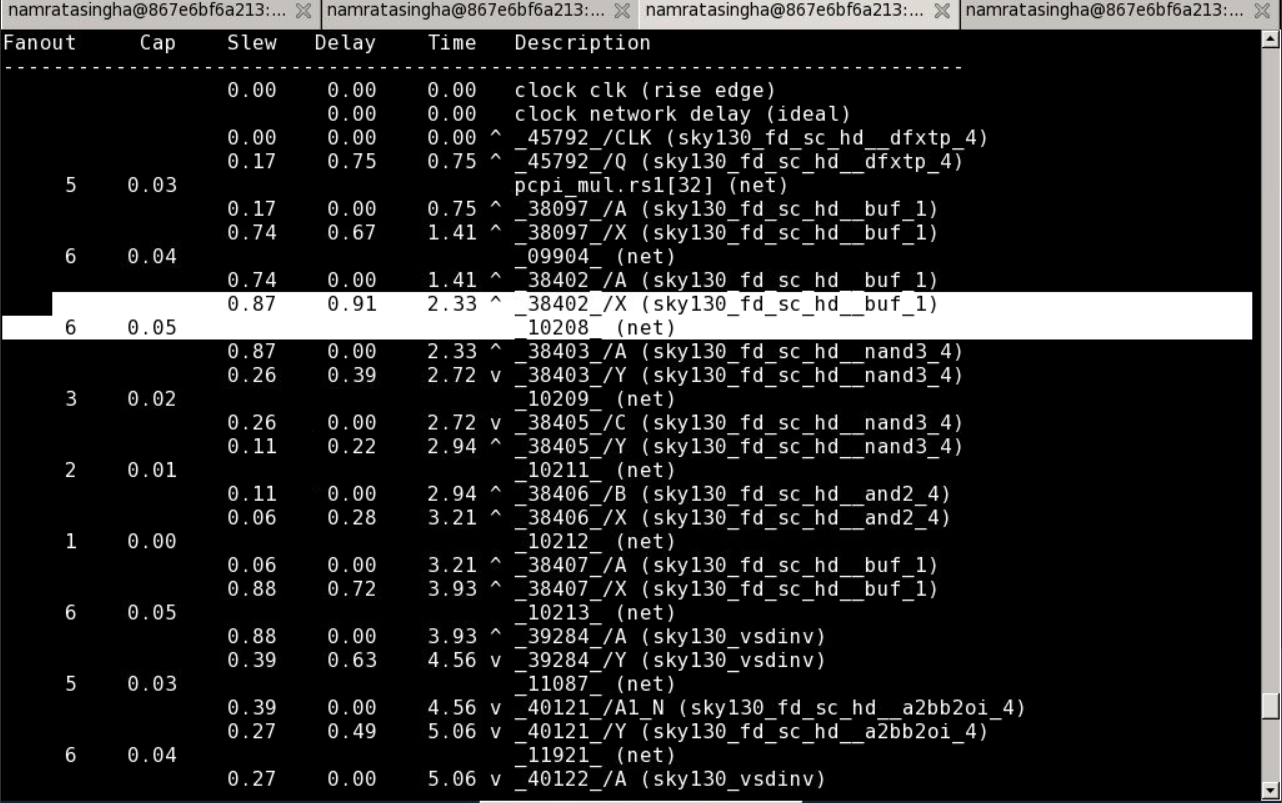 namratasingha@867e6bf6a213:... namratasingha@867e6bf6a213:... namratasingha@867e6bf6a213:... namratasingha@867e6bf6a213:...
Fanout Cap Slew Delay Time Description
-----------------------------------------------------------------------------
0.00 0.00 0.00 clock clk (rise edge)
0.00 0.00 clock network delay (ideal)
0.00 0.00 0.00 ^ _45792_/CLK (sky130_fd_sc_hd__dfxtp_4)
0.17 0.75 0.75 ^ _45792_/Q (sky130_fd_sc_hd__dfxtp_4)
5 0.03 pcpi_mul.rs1[32] (net)
0.17 0.00 0.75 ^ _38097_/A (sky130_fd_sc_hd__buf_1)
0.74 0.67 1.41 ^ _38097_/X (sky130_fd_sc_hd__buf_1)
6 0.04 _09904_ (net)
0.74 0.00 1.41 ^ _38402_/A (sky130_fd_sc_hd__buf_1)
0.87 0.91 2.33 ^ _38402_/X (sky130_fd_sc_hd__buf_1)
6 0.05 _10208_ (net)
0.87 0.00 2.33 ^ _38403_/A (sky130_fd_sc_hd__nand3_4)
0.26 0.39 2.72 v _38403_/Y (sky130_fd_sc_hd__nand3_4)
3 0.02 _10209_ (net)
0.26 0.00 2.72 v _38405_/C (sky130_fd_sc_hd__nand3_4)
0.11 0.22 2.94 ^ _38405_/Y (sky130_fd_sc_hd__nand3_4)
2 0.01 _10211_ (net)
0.11 0.00 2.94 ^ _38406_/B (sky130_fd_sc_hd__and2_4)
0.06 0.28 3.21 ^ _38406_/X (sky130_fd_sc_hd__and2_4)
1 0.00 _10212_ (net)
0.06 0.00 3.21 ^ _38407_/A (sky130_fd_sc_hd__buf_1)
0.88 0.72 3.93 ^ _38407_/X (sky130_fd_sc_hd__buf_1)
6 0.05 _10213_ (net)
0.88 0.00 3.93 ^ _39284_/A (sky130_vsdinv)
0.39 0.63 4.56 v _39284_/Y (sky130_vsdinv)
5 0.03 _11087_ (net)
0.39 0.00 4.56 v _40121_/A1_N (sky130_fd_sc_hd__a2bb2oi_4)
0.27 0.49 5.06 v _40121_/Y (sky130_fd_sc_hd__a2bb2oi_4)
6 0.04 _11921_ (net)
0.27 0.00 5.06 v _40122_/A (sky130_vsdinv)